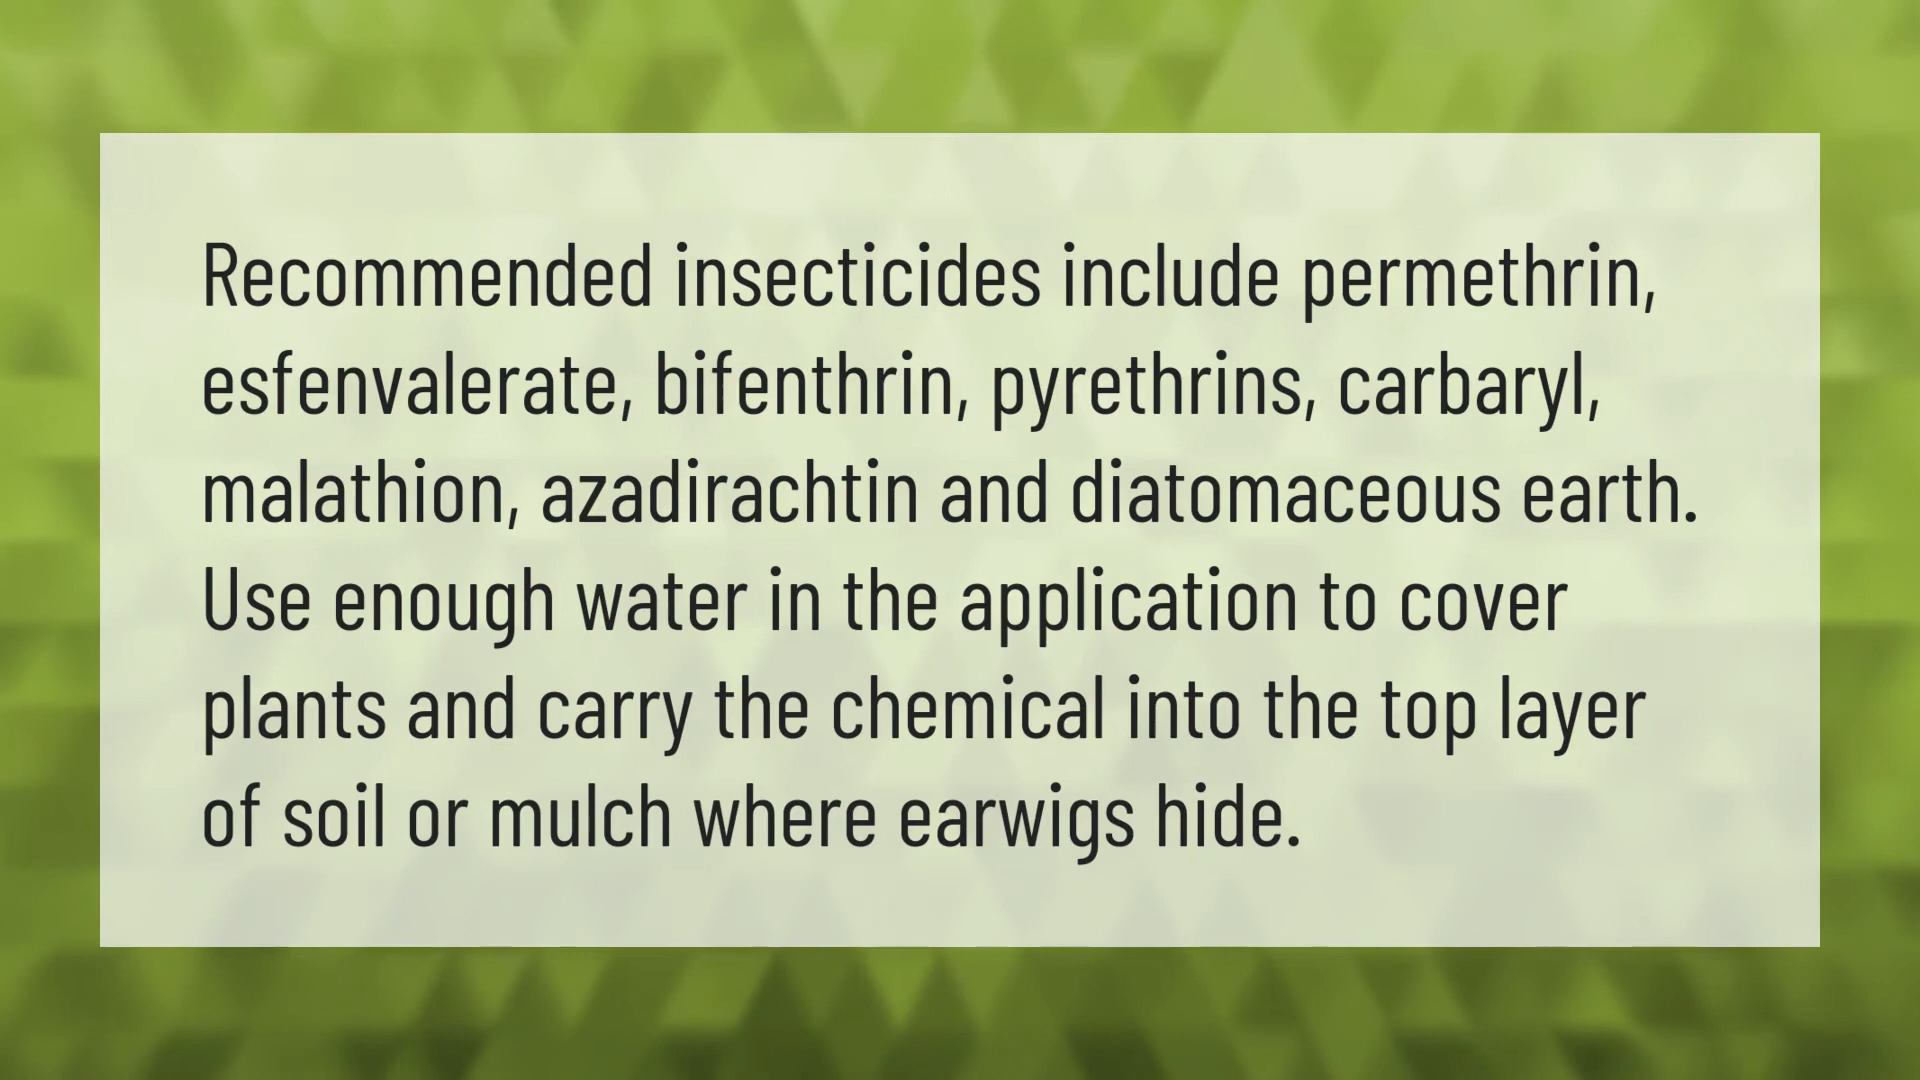 Recommended insecticides include permethrin,
esfenvalerate, bifenthrin, pyrethrins, carbaryl,
malathion, azadirachtin and diatomaceous earth.
Use enough water in the application to cover
plants and carry the chemical into the top layer
of soil or mulch where earwigs hide.